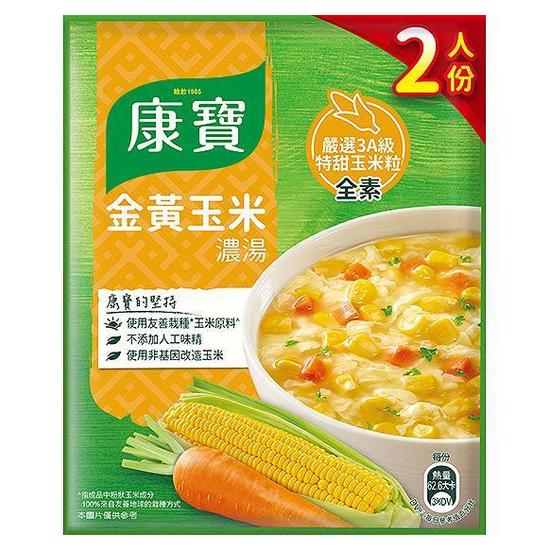 2人份
始於1985
康寶
金黃玉米
濃湯
嚴選3A級
特甜玉米粒
全素
康寶的堅持
使用友善栽種*玉米原料^
不添加人工味精
使用非基因改造玉米
^指成品中粉狀玉米成分
100%來自友善地球的栽種方式
本圖片僅供參考
每份
熱量
62.6大卡
3%DV